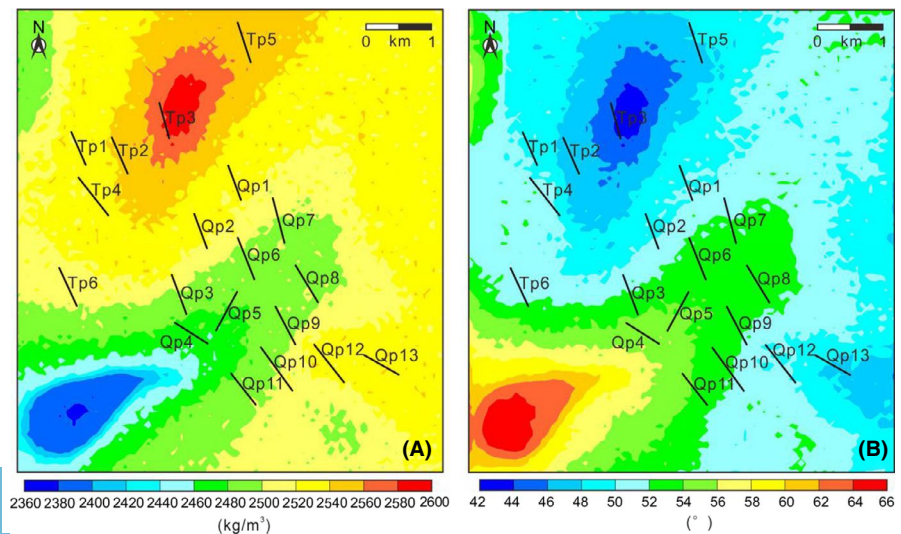 N
0 km 1
Tp5
Tp3
Tp1
Tp2
Tp4
Qp1
Qp2
Qp7
Qp6
Tp6
Qp3
Qp8
Qp5
Qp4
Qp9
Qp12
Qp10
Qp13
Qp11
(A)
2360 2380 2400 2420 2440 2460 2480 2500 2520 2540 2560 2580 2600
(kg/m³)
N
0 km 1
Tp5
Tp3
Tp1
Tp2
Tp4
Qp1
Qp2
Qp7
Qp6
Tp6
Qp3
Qp8
Qp5
Qp4
Qp9
Qp12
Qp10
Qp13
Qp11
(B)
42 44 46 48 50 52 54 56 58 60 62 64 66
(°)